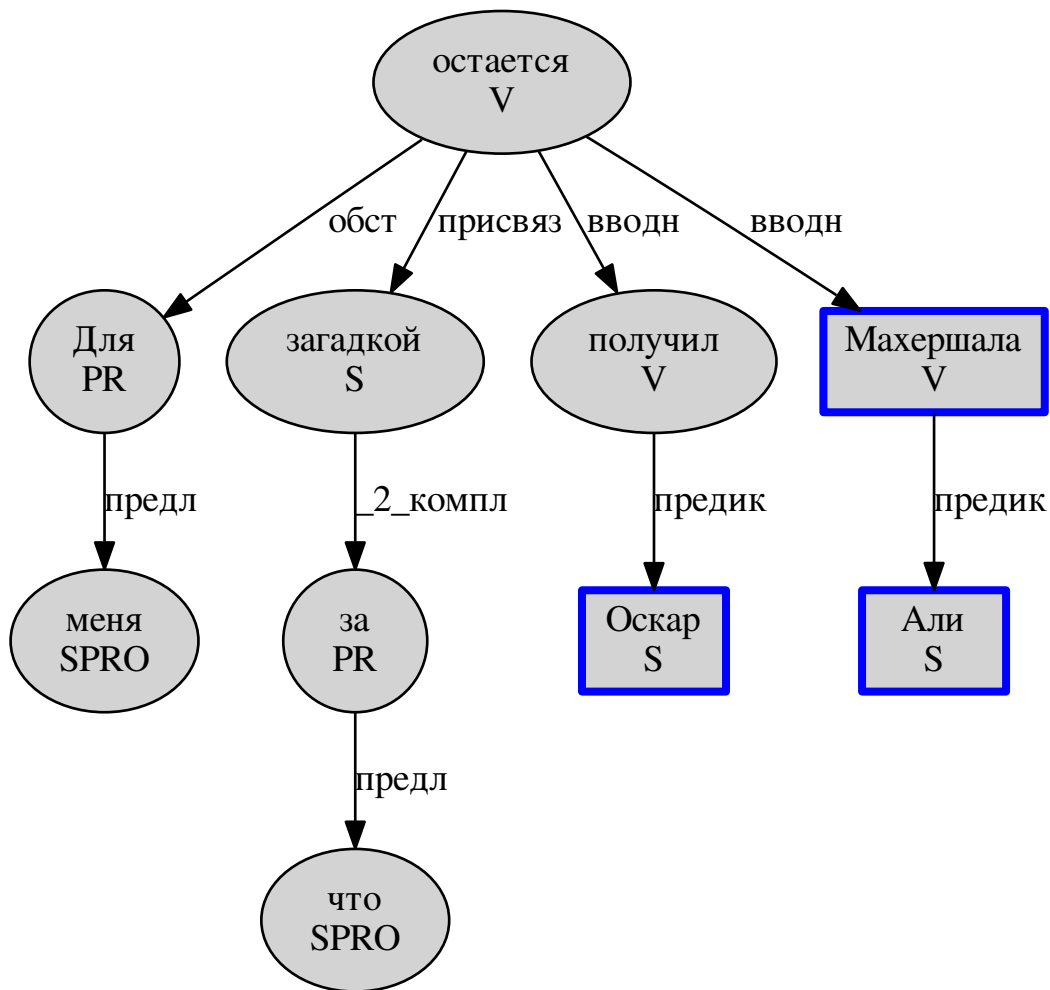 остается
V
обст
присвяз
вводн
вводн
Для
PR
загадкой
S
получил
V
Махершала
V
предл
_2_компл
предик
предик
меня
SPRO
за
PR
Оскар
S
Али
S
предл
что
SPRO